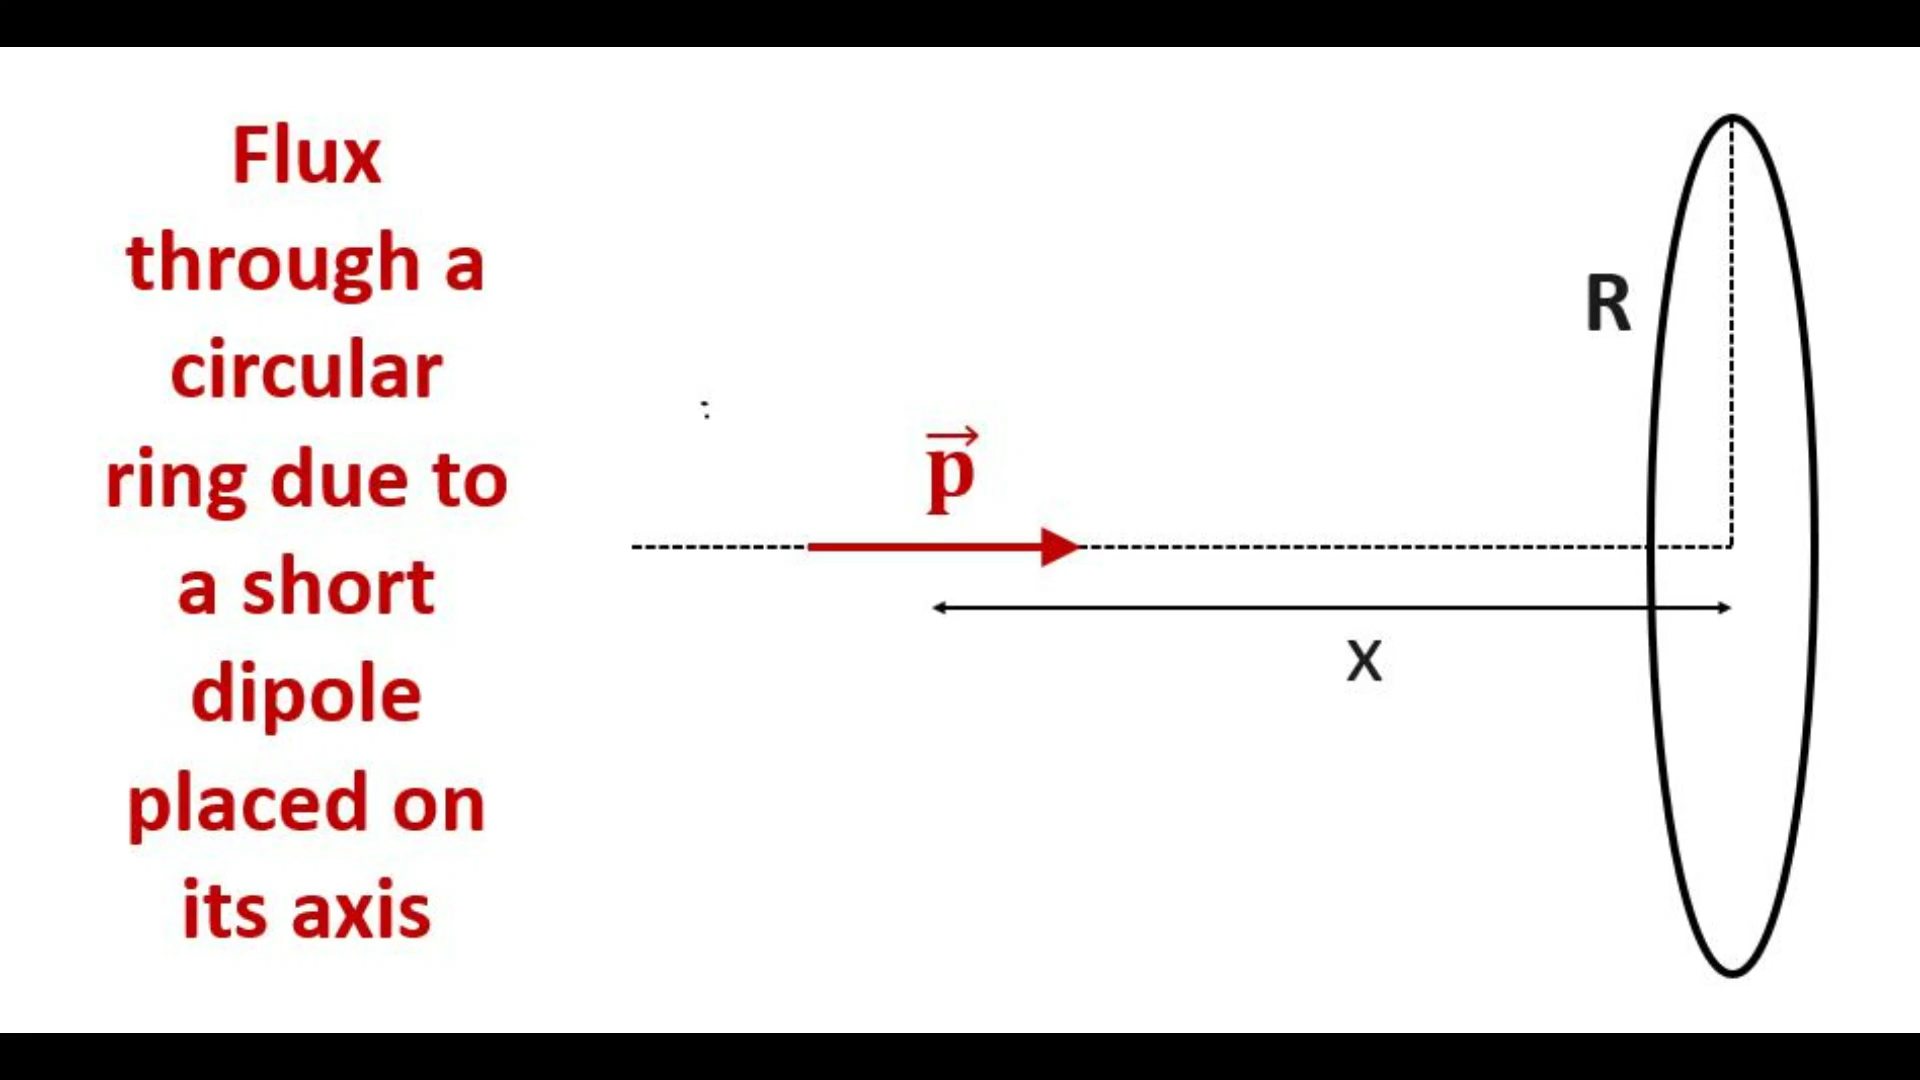 Flux
through a
circular
ring due to
a short
dipole
placed on
its axis
p⃗
R
x